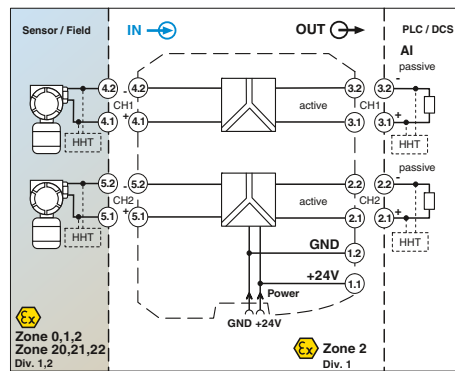 Sensor / Field
IN
OUT
PLC / DCS
AI
passive
4.2 - 4.2 3.2 3.2 -
CH1 CH1
4.1 + 4.1 active 3.1 3.1 +
HHT HHT
passive
5.2 - 5.2 2.2 2.2 -
CH2 CH2
5.1 + 5.1 active 2.1 2.1 +
HHT HHT
GND 1.2
+24V 1.1
Power
GND +24V
Ex
Zone 0,1,2
Zone 20,21,22
Div. 1,2
Ex Zone 2
Div. 1